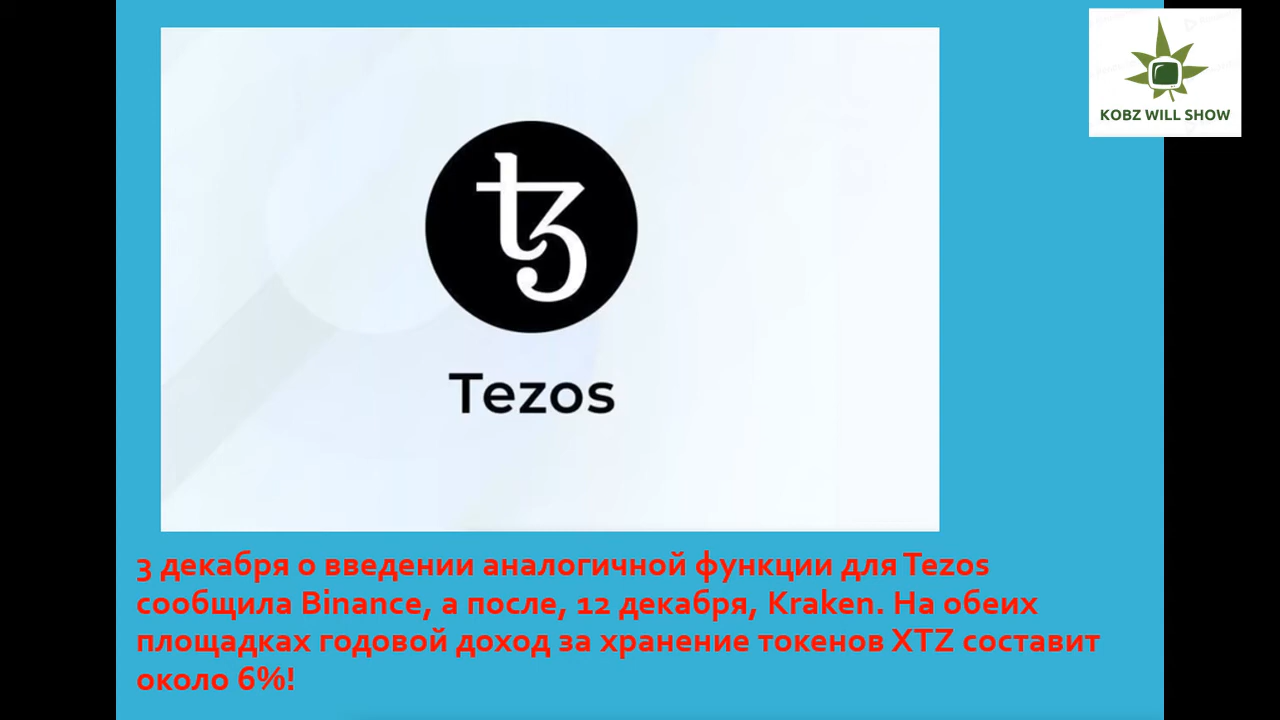 KOBZ WILL SHOW
Tezos
3 декабря о введении аналогичной функции для Tezos
сообщила Binance, а после, 12 декабря, Kraken. На обеих
площадках годовой доход за хранение токенов XTZ составит
около 6%!